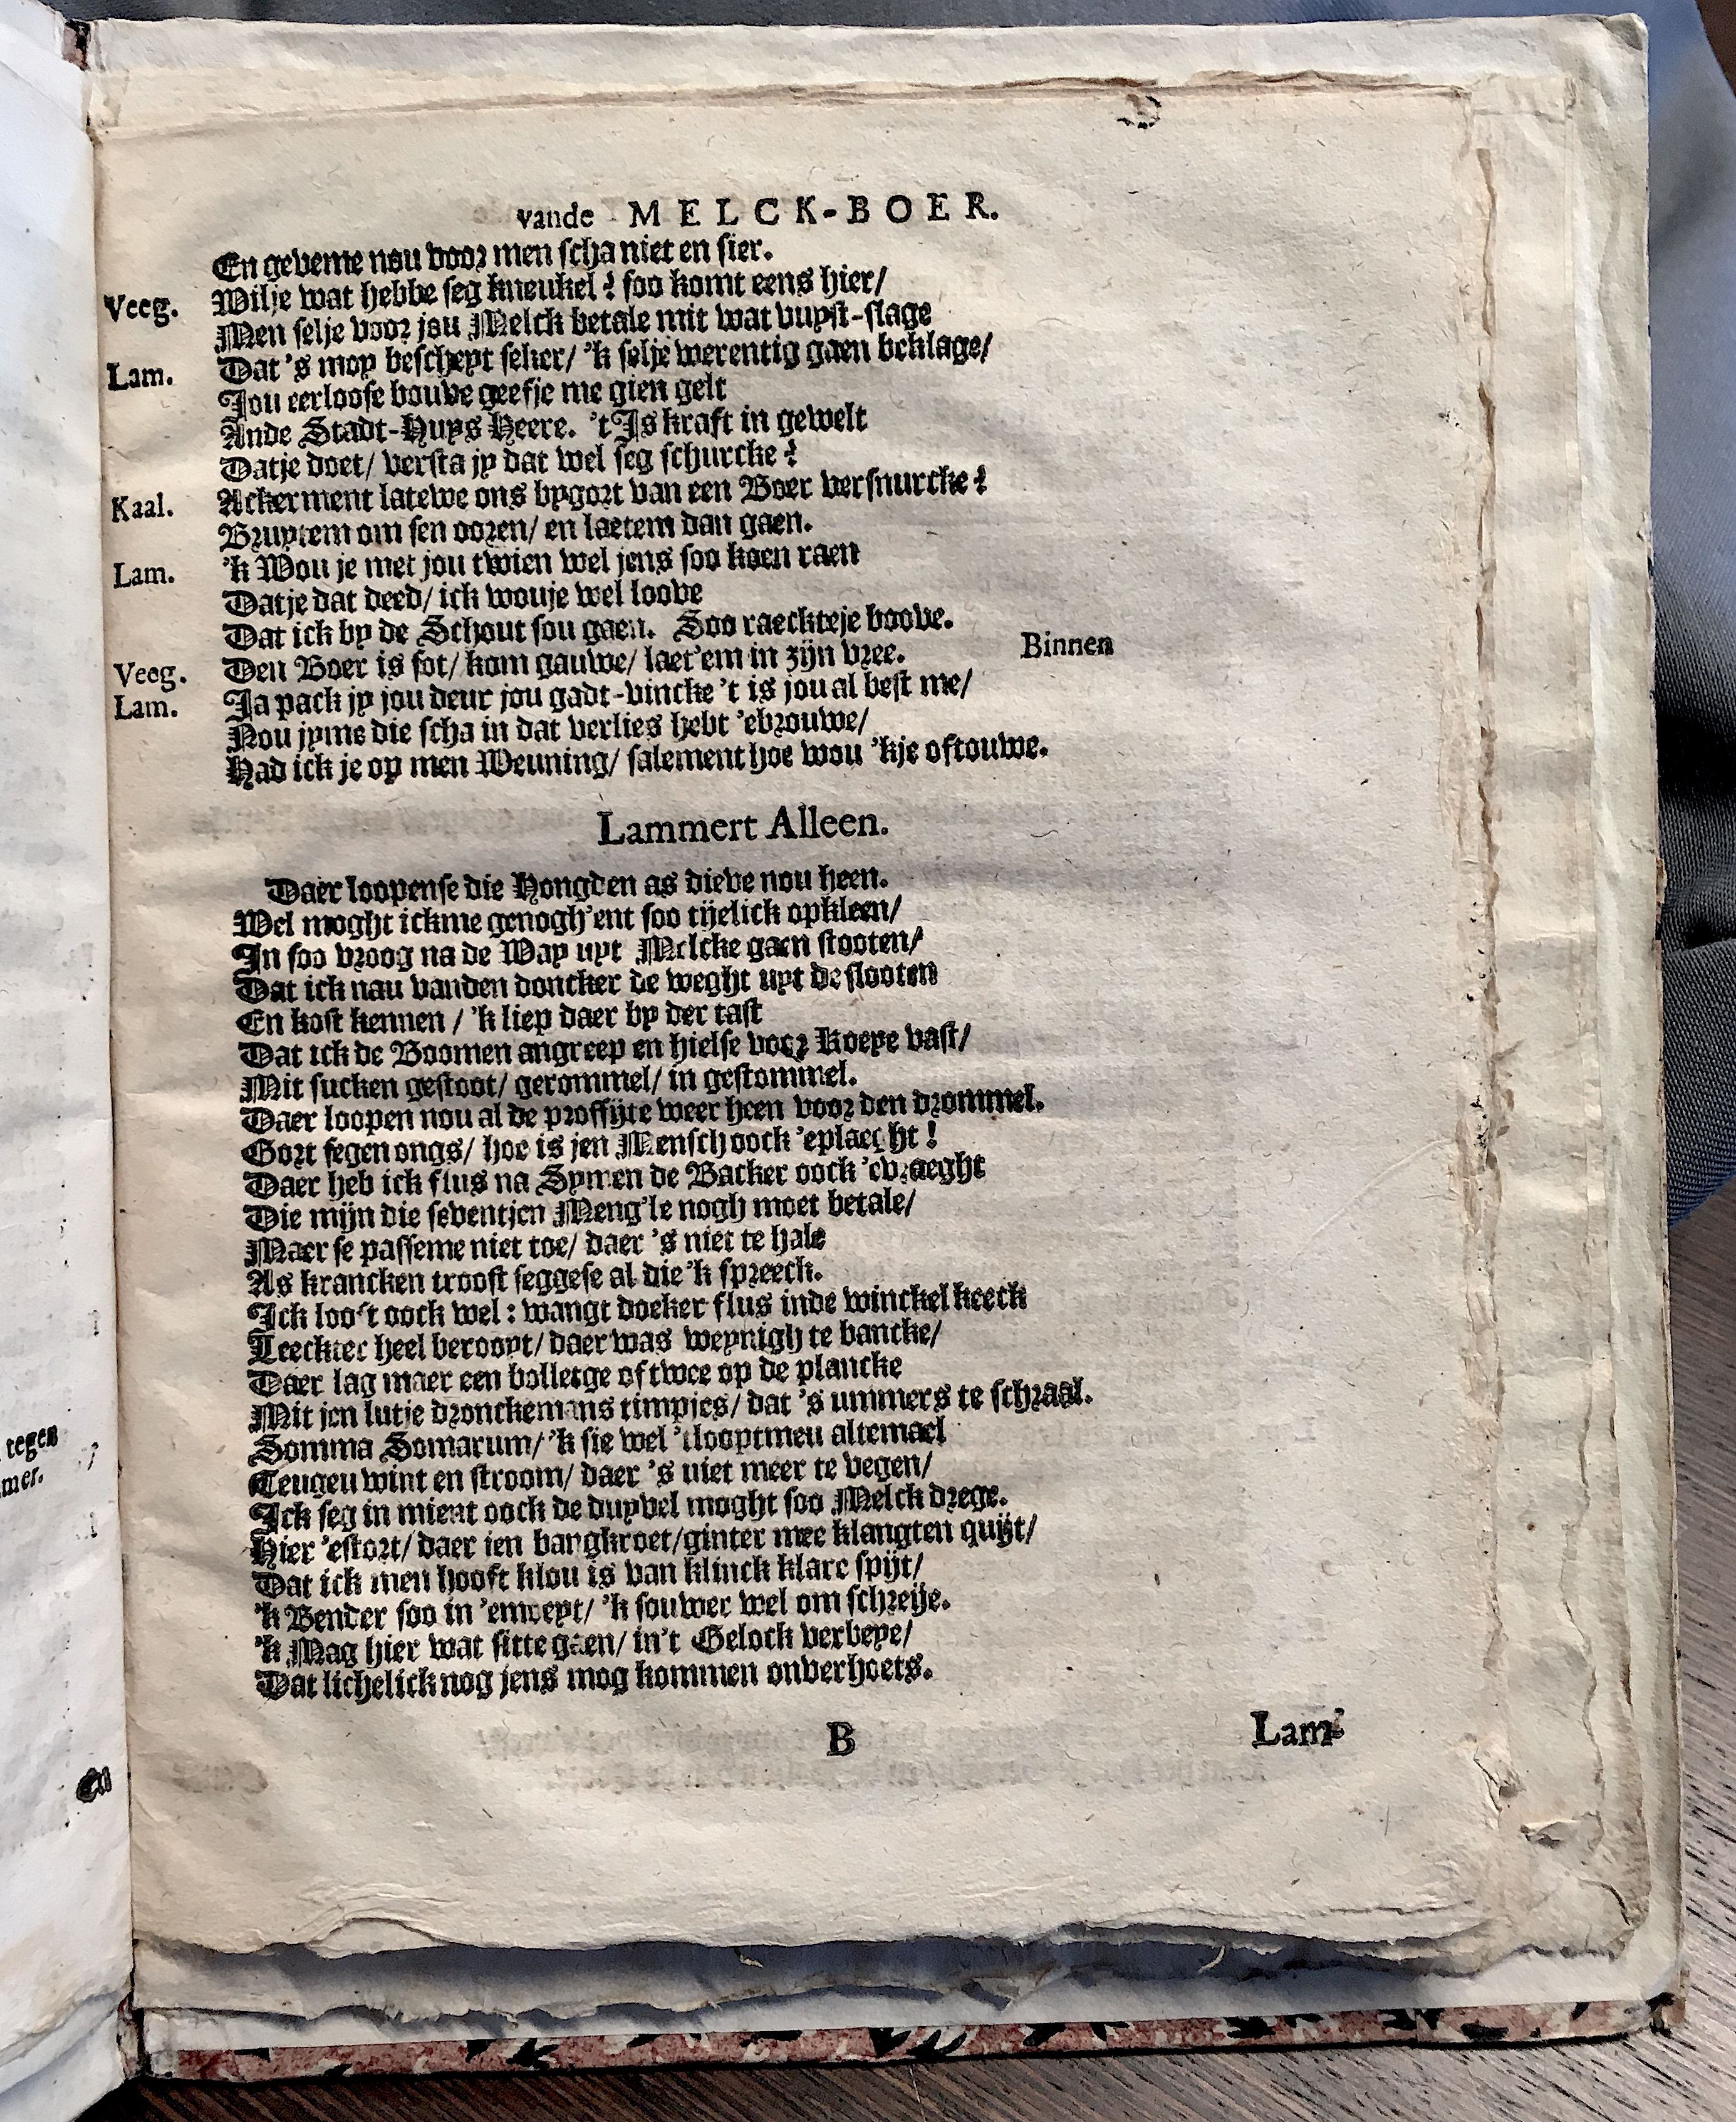 vande MELCK-BOER.
En geveme nou voor men scha niet en sier.
Veeg. Wilje wat hebbe seg kneukel? soo komt eens hier/
Men selje voor jou Melck betale mit wat vuyst-slage
Lam. Dat 's moy bescheyt seker/ 'k selje werentig gaen beklage/
Jou eerloose bouve geefje me gien gelt
Ande Stadt-Huys Heere. 't Is kraft in gewelt
Datje doet/ versta jy dat wel seg schurcke?
Kaal. Ackerment latewe ons bygort van een Boer versnurcke?
Bruytem om sen ooren/ en laetem dan gaen.
Lam. 'k Wou je met jou twien wel jens soo koen raen
Datje dat deed/ ick wouje wel loove
Dat ick by de Schout sou gaen. Soo raeckteje boove.
Veeg. Den Boer is sot/ kom gauwe/ laet'em in zijn vree. Binnen
Lam. Ja pack jy jou deur jou gadt-vincke 't is jou al best me/
Nou jyme die scha in dat verlies hebt 'ebrouwe/
Had ick je op men Weuning/ salement hoe wou 'kje oftouwe.
Lammert Alleen.
Daer loopense die Hongden as dieve nou heen.
Wel moght ickme genogh'ent soo tijelick opkleen/
In soo vroog na de Way uyt Melcke gaen stooten/
Dat ick nau vanden doncker de weght uyt de slooten
En kost kennen / 'k liep daer by der tast
Dat ick de Boomen angreep en hielse voor Koeye vast/
Mit sucken gestoot/ gerommel/ in gestommel.
Daer loopen nou al de proffijte weer heen voor den drommel.
Gort segen ongs/ hoe is jen Mensch oock 'eplaeght!
Daer heb ick flus na Symen de Backer oock 'evraeght
Die mijn die seventjen Meng'le nogh moet betale/
Maer se passeme niet toe/ daer 's niet te hale
As krancken troost seggese al die 'k spreeck.
Ick loo't oock wel: wangt doeker flus inde winckel keeck
Leeckter heel beroopt/ daer was weynigh te bancke/
Daer lag maer een bolletge of twee op de plancke
Mit jen lutje dronckemans timpjes/ dat 's ummers te schraal.
Somma Somarum/ 'k sie wel 't looptmeu altemael
Teugeu wint en stroom/ daer 's niet meer te vegen/
Ick seg in mient oock de duyvel moght soo Melck drege.
Hier 'estort/ daer ien bangkroet/ ginter mee klangten quijt/
Dat ick men hooft klou is van klinck klare spijt/
'k Bender soo in 'emoeyt/ 'k souwer wel om schreije.
'k Mag hier wat sitte gaen/ in't Gelock verbeye/
Dat lichelick nog jens mog kommen onverhoets.
B Lam
tegen
mer.
en